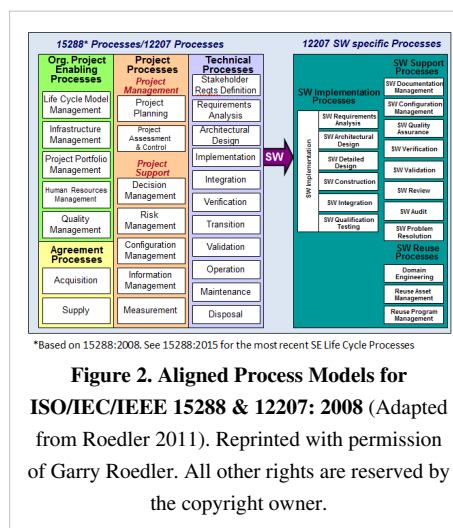 15288* Processes/12207 Processes
Org. Project
Enabling
Processes
Life Cycle Model
Management
Infrastructure
Management
Project Portfolio
Management
Human Resources
Management
Quality
Management
Agreement
Processes
Acquisition
Supply
Project
Processes
Project
Management
Project
Planning
Project
Assessment
& Control
Project
Support
Decision
Management
Risk
Management
Configuration
Management
Information
Management
Measurement
Technical
Processes
Stakeholder
Reqts Definition
Requirements
Analysis
Architectural
Design
Implementation
Integration
Verification
Transition
Validation
Operation
Maintenance
Disposal
SW
12207 SW specific Processes
SW Implementation
Processes
SW Implementation
SW Requirements
Analysis
SW Architectural
Design
SW Detailed
Design
SW Construction
SW Integration
SW Qualification
Testing
SW Support
Processes
SW Documentation
Management
SW Configuration
Management
SW Quality
Assurance
SW Verification
SW Validation
SW Review
SW Audit
SW Problem
Resolution
SW Reuse
Processes
Domain
Engineering
Reuse Asset
Management
Reuse Program
Management
*Based on 15288:2008. See 15288:2015 for the most recent SE Life Cycle Processes
Figure 2. Aligned Process Models for
ISO/IEC/IEEE 15288 & 12207: 2008 (Adapted
from Roedler 2011). Reprinted with permission
of Garry Roedler. All other rights are reserved by
the copyright owner.